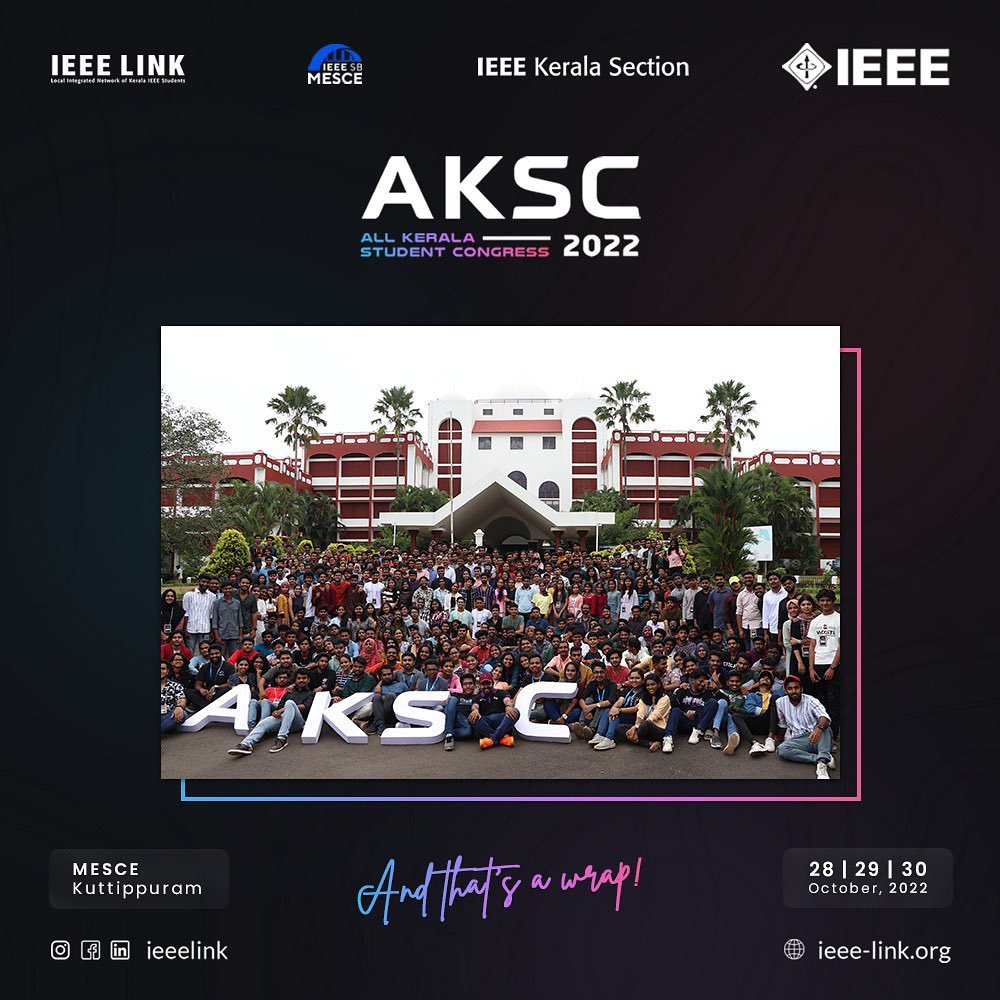 IEEE LINK
Local Integrated Network of Kerala IEEE Students
IEEE SB
MESCE
IEEE Kerala Section
IEEE
AKSC
ALL KERALA
STUDENT CONGRESS 2022
AKSC
And that's a wrap!
MESCE
Kuttippuram
28 | 29 | 30
October, 2022
ieeelink
ieee-link.org